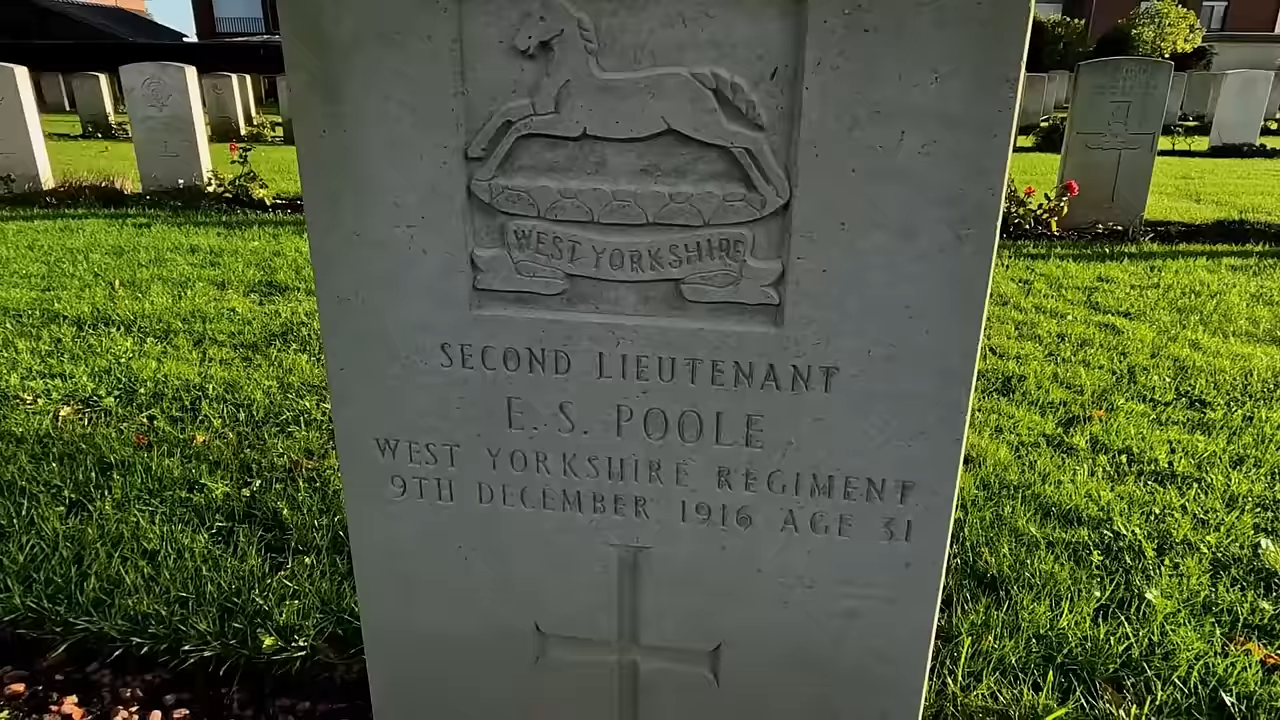 WEST YORKSHIRE
SECOND LIEUTENANT
E. S. POOLE
WEST YORKSHIRE REGIMENT
9TH DECEMBER 1916 AGE 31